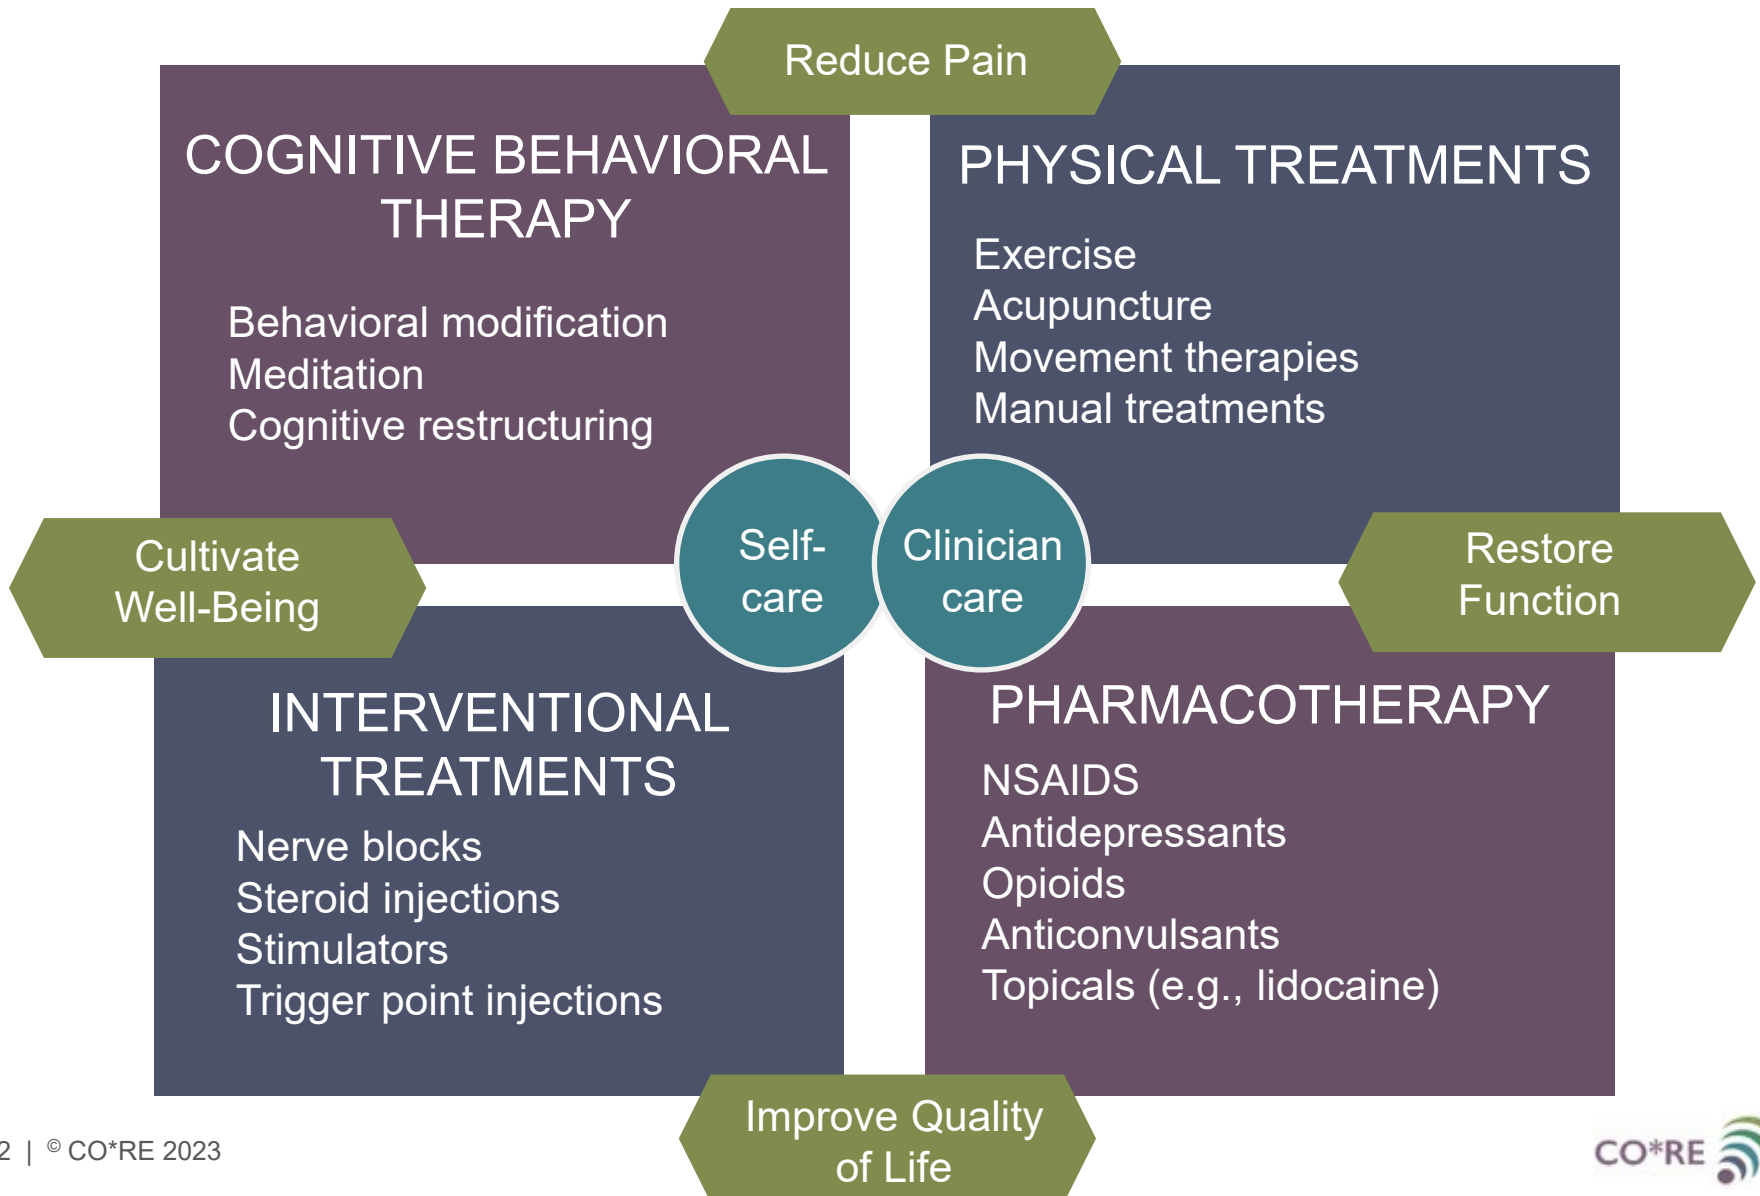 Reduce Pain
COGNITIVE BEHAVIORAL
THERAPY
Behavioral modification
Meditation
Cognitive restructuring
PHYSICAL TREATMENTS
Exercise
Acupuncture
Movement therapies
Manual treatments
Cultivate
Well-Being
Self-
care
Clinician
care
Restore
Function
INTERVENTIONAL
TREATMENTS
Nerve blocks
Steroid injections
Stimulators
Trigger point injections
PHARMACOTHERAPY
NSAIDS
Antidepressants
Opioids
Anticonvulsants
Topicals (e.g., lidocaine)
Improve Quality
of Life
2 | © CO*RE 2023
CO*RE